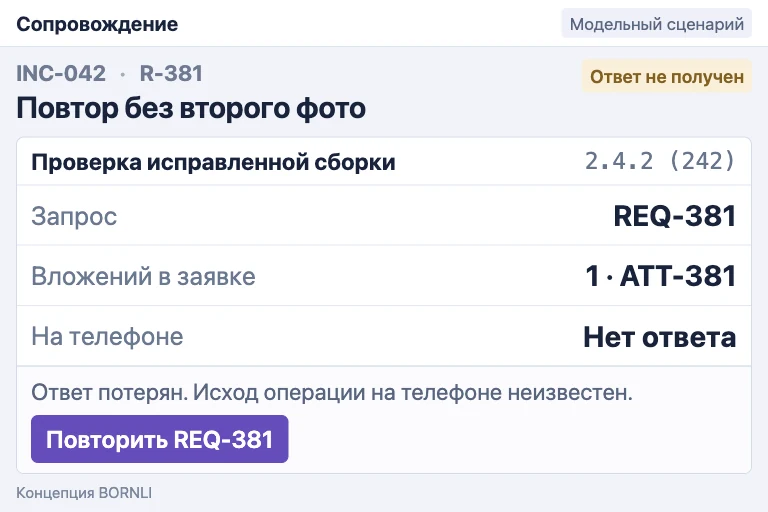 Сопровождение
Модельный сценарий
INC-042 · R-381
Ответ не получен
Повтор без второго фото
Проверка исправленной сборки
2.4.2 (242)
Запрос
REQ-381
Вложений в заявке
1 · ATT-381
На телефоне
Нет ответа
Ответ потерян. Исход операции на телефоне неизвестен.
Повторить REQ-381
Концепция BORNLI